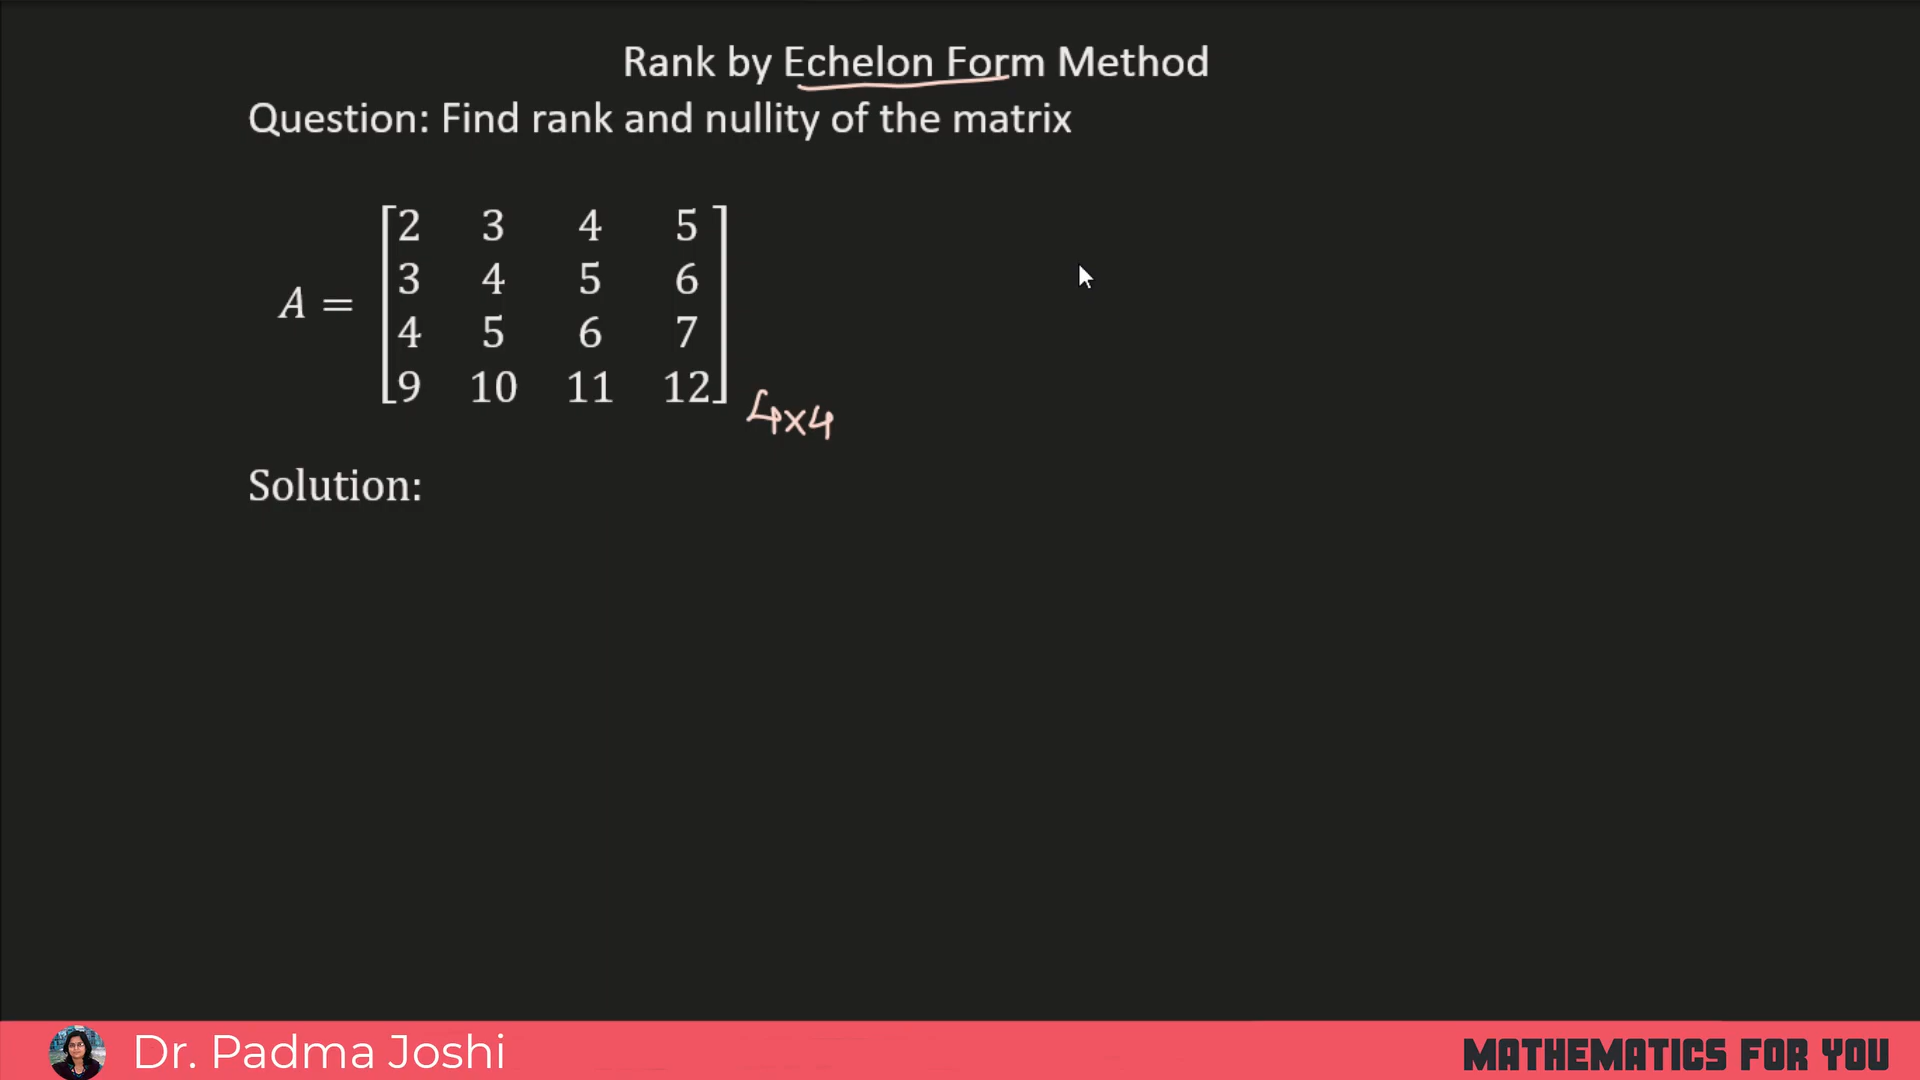 Rank by Echelon Form Method
Question: Find rank and nullity of the matrix
A = [2 3 4 5
3 4 5 6
4 5 6 7
9 10 11 12]
4x4
Solution:
Dr. Padma Joshi
MATHEMATICS FOR YOU